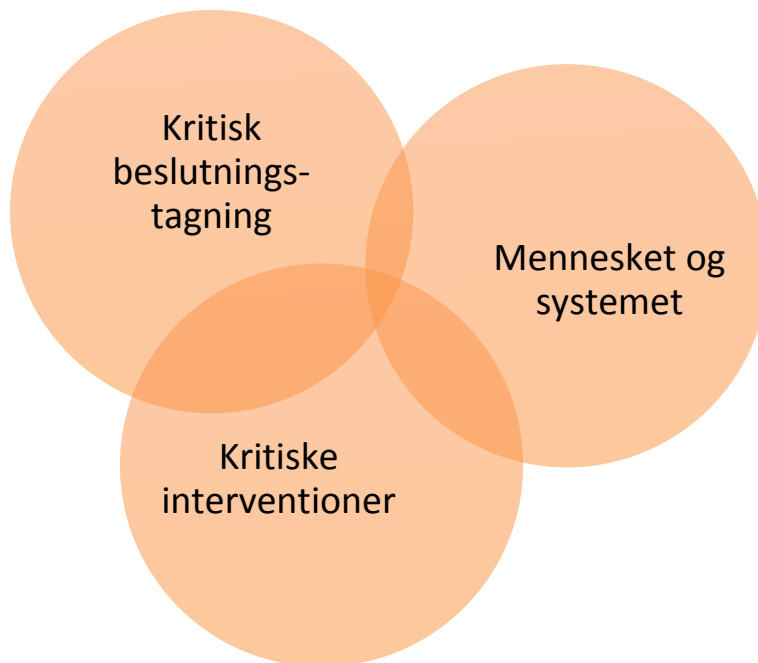 Kritisk
beslutnings-
tagning
Mennesket og
systemet
Kritiske
interventioner